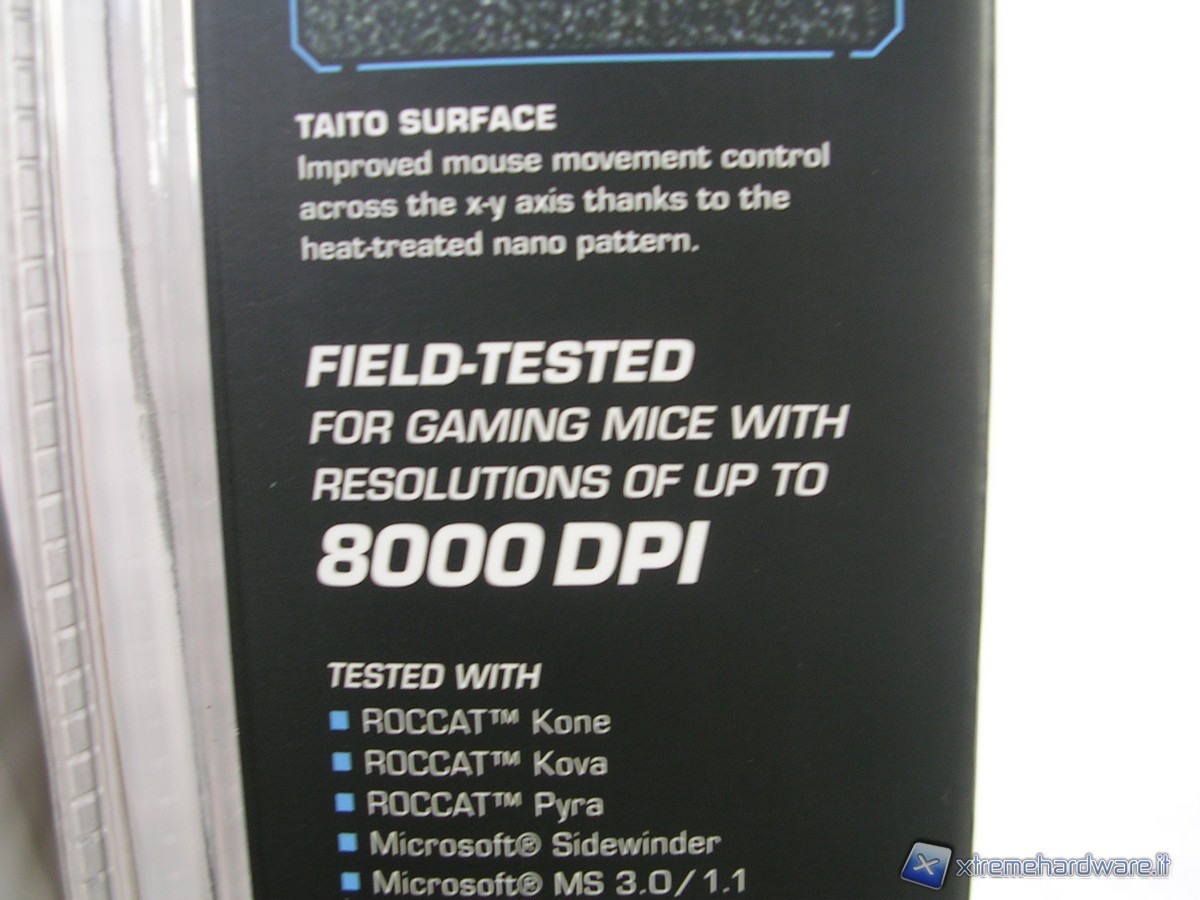 TAITO SURFACE
Improved mouse movement control
across the x-y axis thanks to the
heat-treated nano pattern.
FIELD-TESTED
FOR GAMING MICE WITH
RESOLUTIONS OF UP TO
8000 DPI
TESTED WITH
ROCCAT™ Kone
ROCCAT™ Kova
ROCCAT™ Pyra
Microsoft® Sidewinder
Microsoft® MS 3.0/1.1
xtremehardware.it